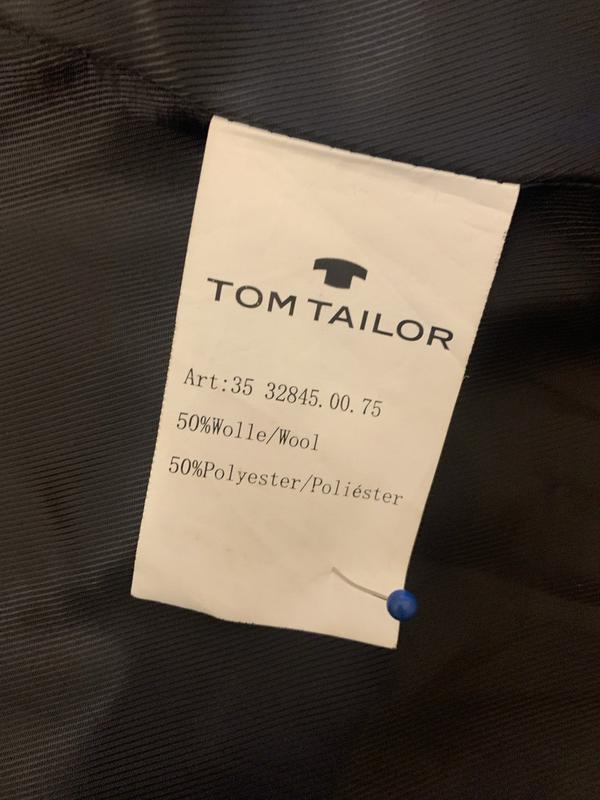 TOM TAILOR
Art:35 32845.00.75
50%Wolle/Wool
50%Polyester/Poliéster